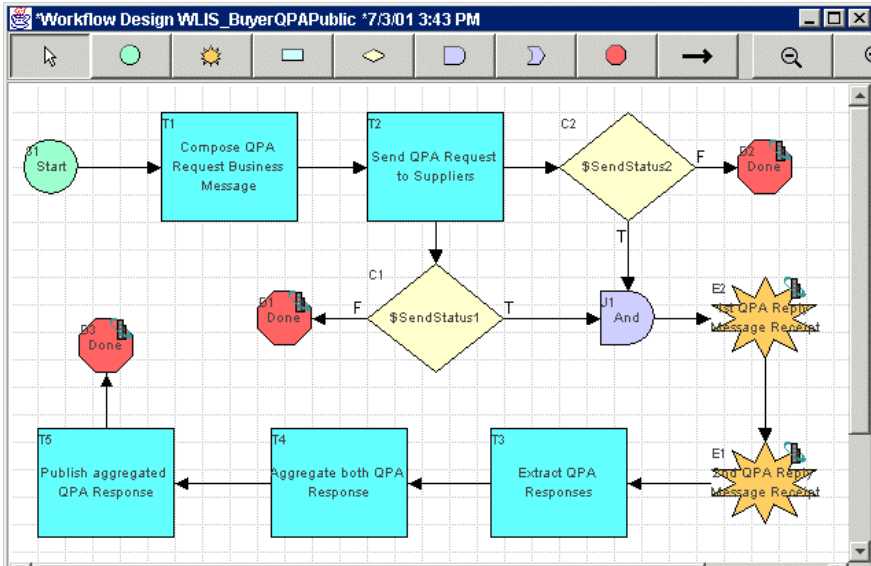 *Workflow Design WLIS_BuyerQPAPublic *7/3/01 3:43 PM
S1
Start
T1
Compose QPA
Request Business
Message
T2
Send QPA Request
to Suppliers
C2
$SendStatus2
F
T
D2
Done
C1
$SendStatus1
F
T
D1
Done
J1
And
E2
1st QPA Reply
Message Receipt
D3
Done
T5
Publish aggregated
QPA Response
T4
Aggregate both QPA
Response
T3
Extract QPA
Responses
E1
2nd QPA Reply
Message Receipt